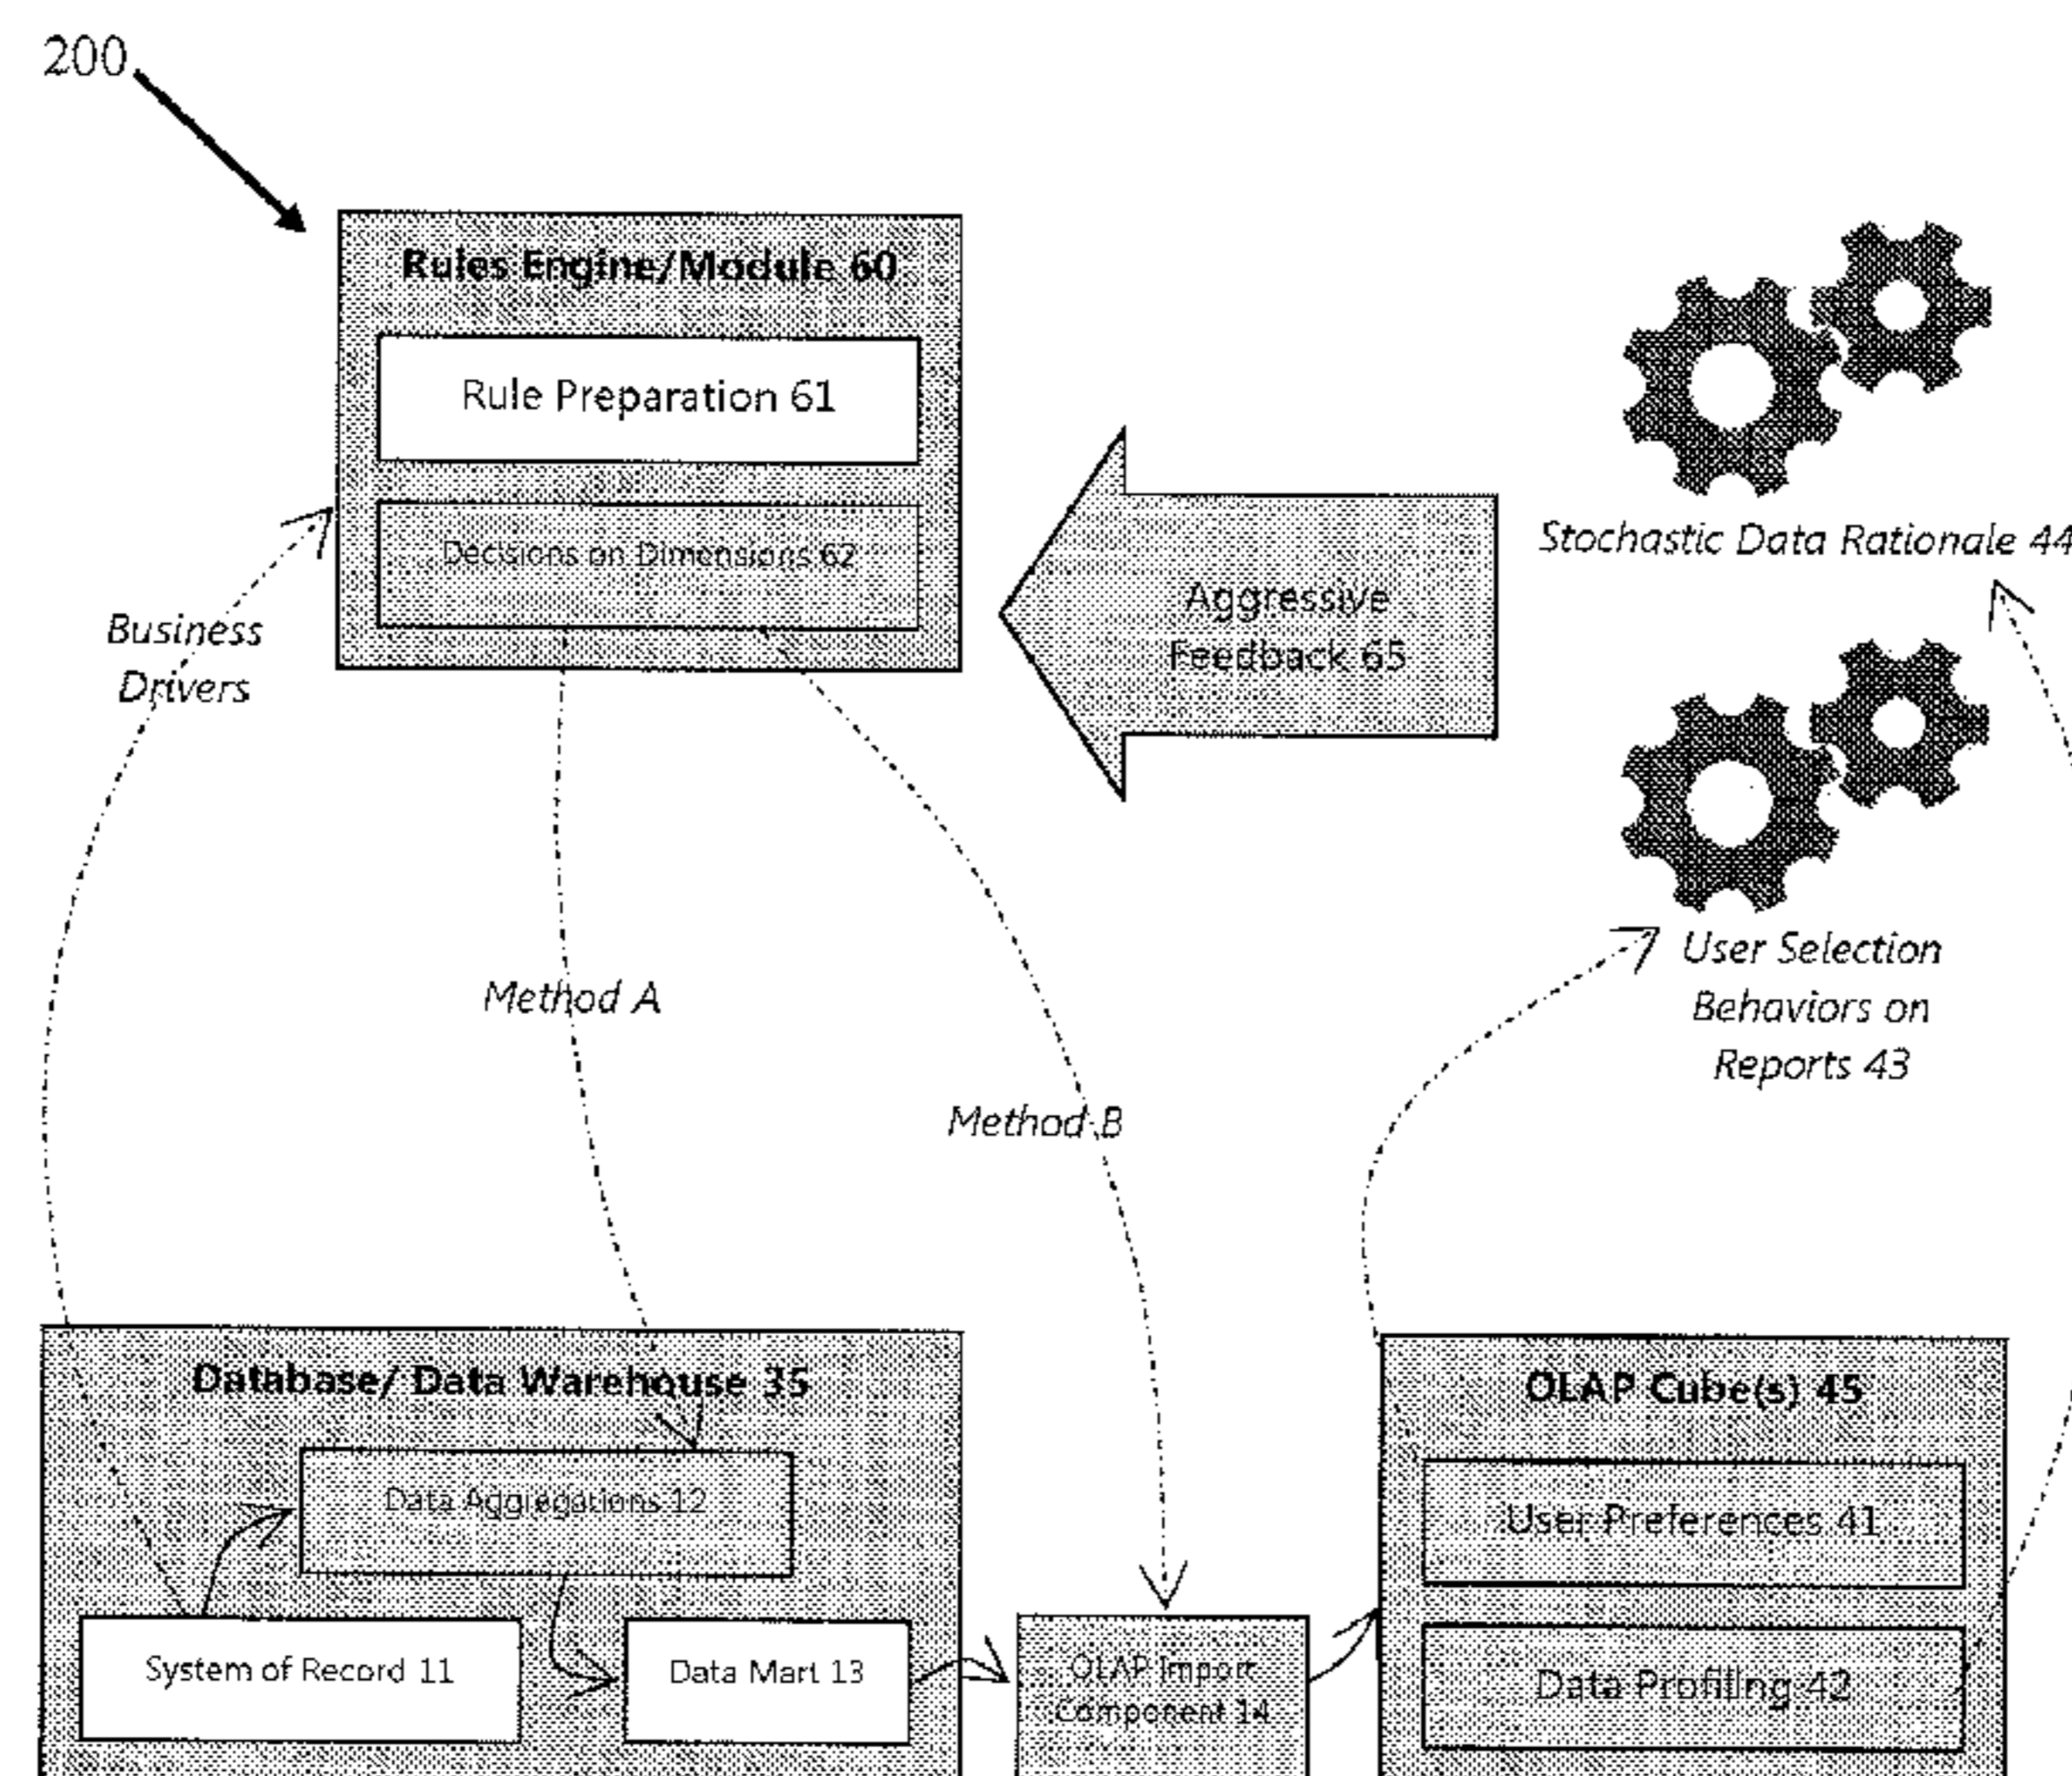 200
Rules Engine/Module 60
Rule Preparation 61
Decisions on Dimensions 62
Business
Drivers
Aggressive
Feedback 65
Stochastic Data Rationale 44
User Selection
Behaviors on
Reports 43
Method A
Method B
Database/ Data Warehouse 35
Data Aggregations 12
System of Record 11
Data Mart 13
OLAP Import
Component 14
OLAP Cube(s) 45
User Preferences 41
Data Profiling 42